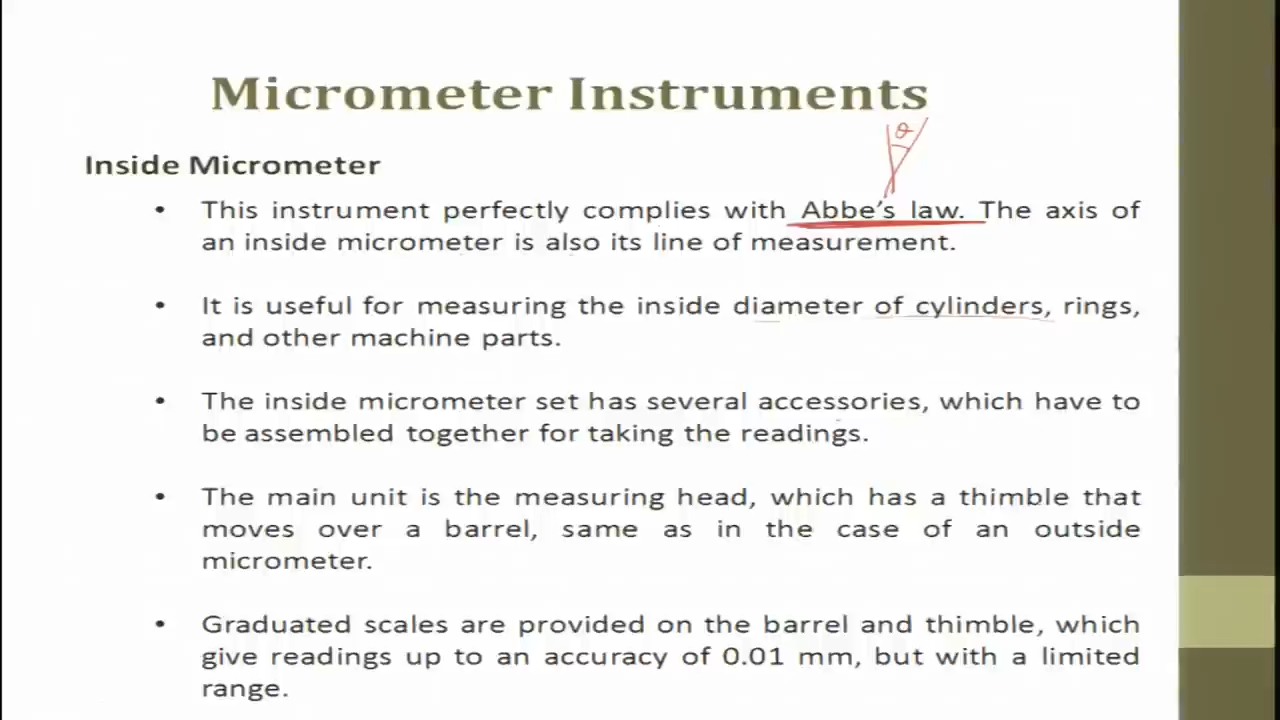 Micrometer Instruments
θ
Inside Micrometer
• This instrument perfectly complies with Abbe's law. The axis of
an inside micrometer is also its line of measurement.
• It is useful for measuring the inside diameter of cylinders, rings,
and other machine parts.
• The inside micrometer set has several accessories, which have to
be assembled together for taking the readings.
• The main unit is the measuring head, which has a thimble that
moves over a barrel, same as in the case of an outside
micrometer.
• Graduated scales are provided on the barrel and thimble, which
give readings up to an accuracy of 0.01 mm, but with a limited
range.